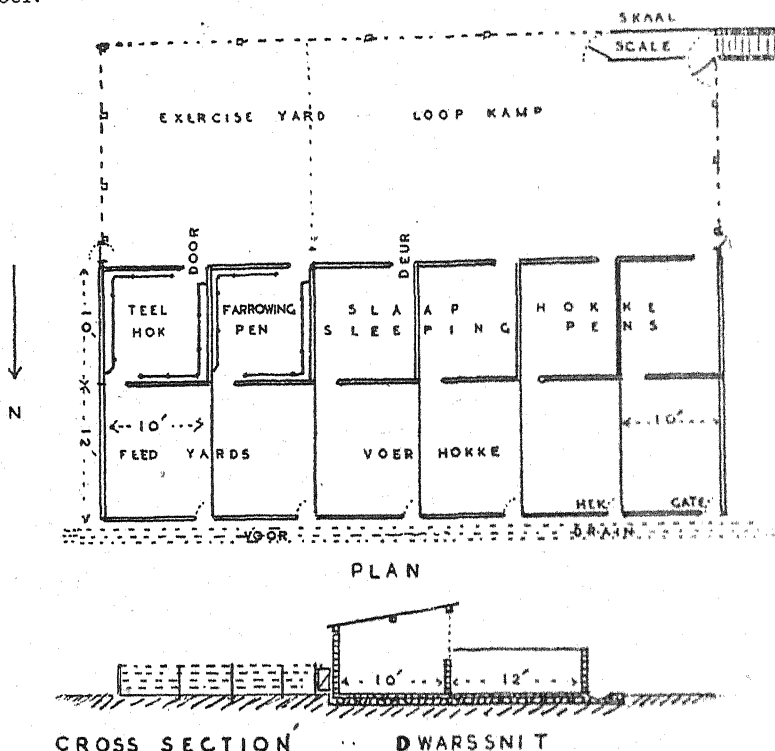 SKAAL
SCALE
EXERCISE YARD LOOP KAMP
DOOR
DEUR
TEEL HOK
FARROWING PEN
SLAAP HOKKE
SLEEPING PENS
10'
12'
N
10'
10'
FEED YARDS
VOER HOKKE
HEK GATE
VOOR DRAIN
PLAN
10' 12'
CROSS SECTION DWARSSNIT